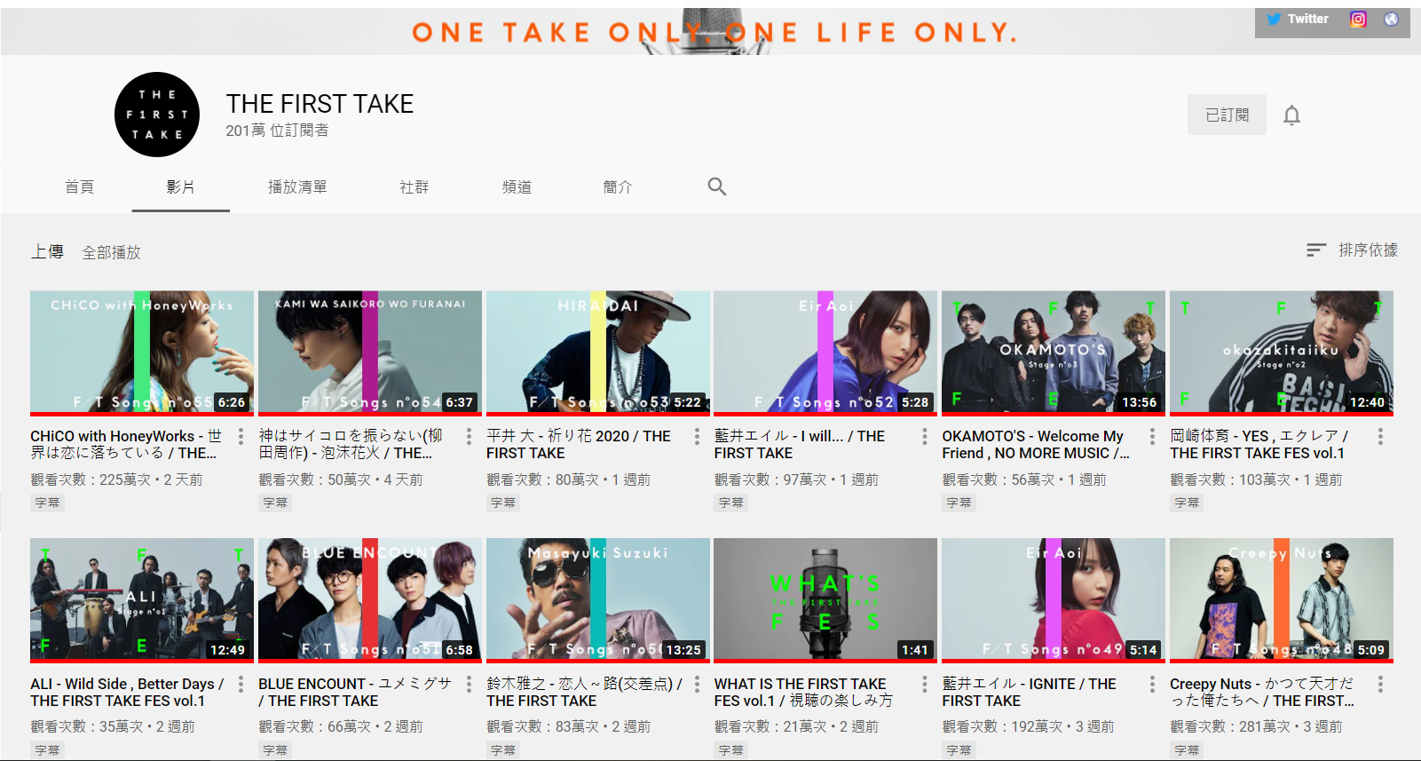 ONE TAKE ONLY, ONE LIFE ONLY.
Twitter
THE
F1RST
TAKE
THE FIRST TAKE
201萬 位訂閱者
已訂閱
首頁 影片 播放清單 社群 頻道 簡介
上傳 全部播放
排序依據
CHiCO with HoneyWorks
F/T Songs nº055
6:26
KAMI WA SAIKORO WO FURANAI
F/T Songs nº054
6:37
HIRAIDAI
F/T Songs nº053
5:22
Eir Aoi
F/T Songs nº052
5:28
T F T
OKAMOTO'S
Stage nº03
F
13:56
T F T
okazakitaiiku
Stage nº02
BASI
TECHN
F
12:40
CHiCO with HoneyWorks - 世
界は恋に落ちている / THE...
觀看次數：225萬次 • 2 天前
字幕
神はサイコロを振らない(柳
田周作) - 泡沫花火 / THE...
觀看次數：50萬次 • 4 天前
字幕
平井 大 - 祈り花 2020 / THE
FIRST TAKE
觀看次數：80萬次 • 1 週前
字幕
藍井エイル - I will... / THE
FIRST TAKE
觀看次數：97萬次 • 1 週前
字幕
OKAMOTO'S - Welcome My
Friend , NO MORE MUSIC /...
觀看次數：56萬次 • 1 週前
字幕
岡崎体育 - YES , エクレア /
THE FIRST TAKE FES vol.1
觀看次數：103萬次 • 1 週前
字幕
T F T
ALI
Stage nº01
F E
12:49
BLUE ENCOUNT
F/T Songs nº051
6:58
Masayuki Suzuki
F/T Songs nº050
13:25
WHAT'S
THE F1RST TAKE
F E S
1:41
Eir Aoi
F/T Songs nº049
5:14
Creepy Nuts
F/T Songs nº048
5:09
ALI - Wild Side , Better Days /
THE FIRST TAKE FES vol.1
觀看次數：35萬次 • 2 週前
字幕
BLUE ENCOUNT - ユメミグサ
/ THE FIRST TAKE
觀看次數：66萬次 • 2 週前
字幕
鈴木雅之 - 恋人 ~ 路(交差点) /
THE FIRST TAKE
觀看次數：83萬次 • 2 週前
字幕
WHAT IS THE FIRST TAKE
FES vol.1 / 視聴の楽しみ方
觀看次數：21萬次 • 2 週前
字幕
藍井エイル - IGNITE / THE
FIRST TAKE
觀看次數：192萬次 • 3 週前
字幕
Creepy Nuts - かつて天才だ
った俺たちへ / THE FIRST...
觀看次數：281萬次 • 3 週前
字幕